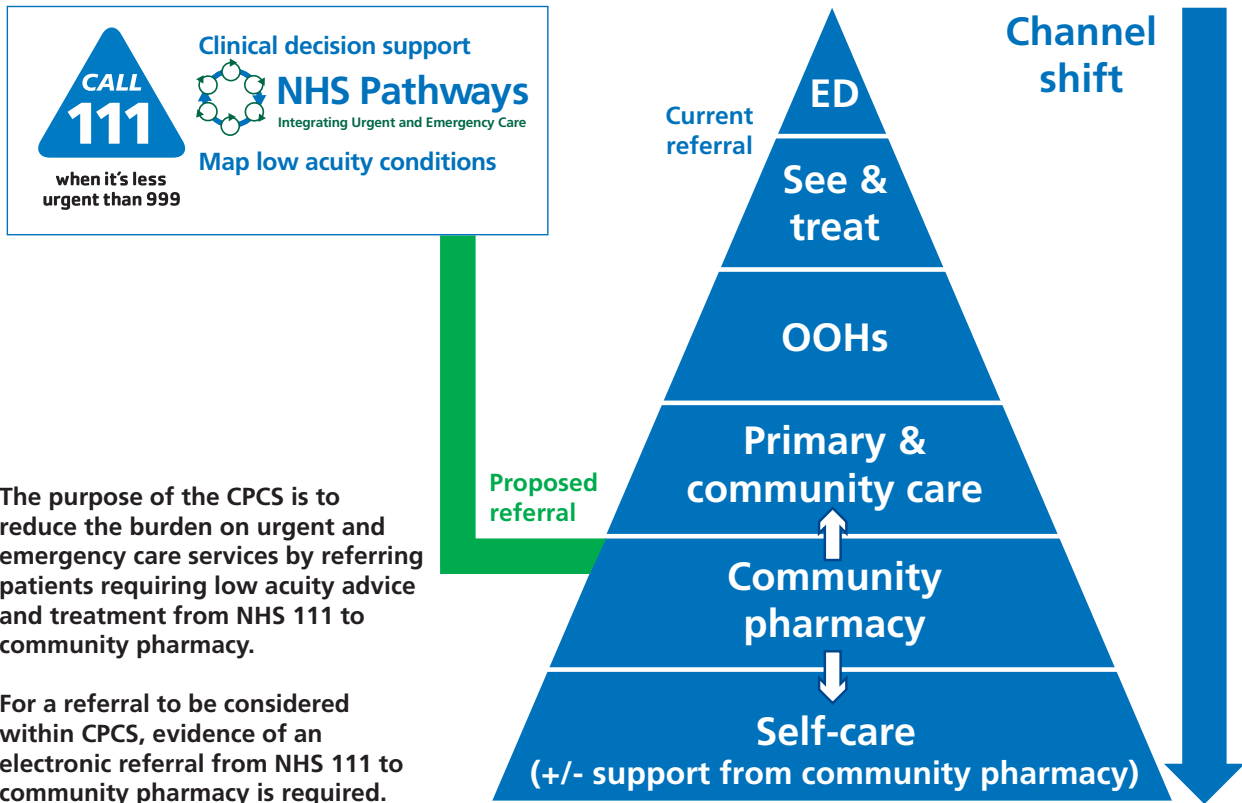 CALL
111
when it's less
urgent than 999
Clinical decision support
NHS Pathways
Integrating Urgent and Emergency Care
Map low acuity conditions
Channel
shift
ED
Current
referral
See &
treat
OOHs
Primary &
community care
Proposed
referral
Community
pharmacy
Self-care
(+/- support from community pharmacy)
The purpose of the CPCS is to
reduce the burden on urgent and
emergency care services by referring
patients requiring low acuity advice
and treatment from NHS 111 to
community pharmacy.
For a referral to be considered
within CPCS, evidence of an
electronic referral from NHS 111 to
community pharmacy is required.